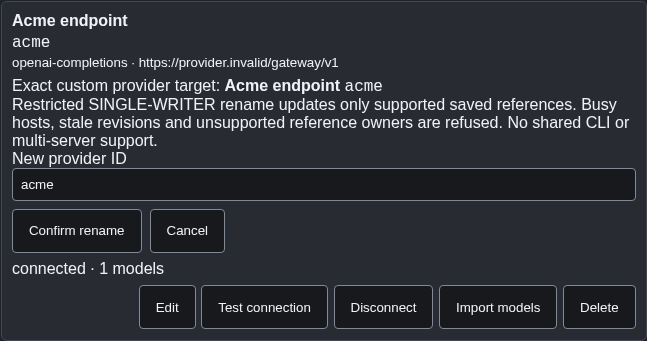 Acme endpoint
acme
openai-completions · https://provider.invalid/gateway/v1
Exact custom provider target: Acme endpoint acme
Restricted SINGLE-WRITER rename updates only supported saved references. Busy
hosts, stale revisions and unsupported reference owners are refused. No shared CLI or
multi-server support.
New provider ID
acme
Confirm rename Cancel
connected · 1 models
Edit Test connection Disconnect Import models Delete